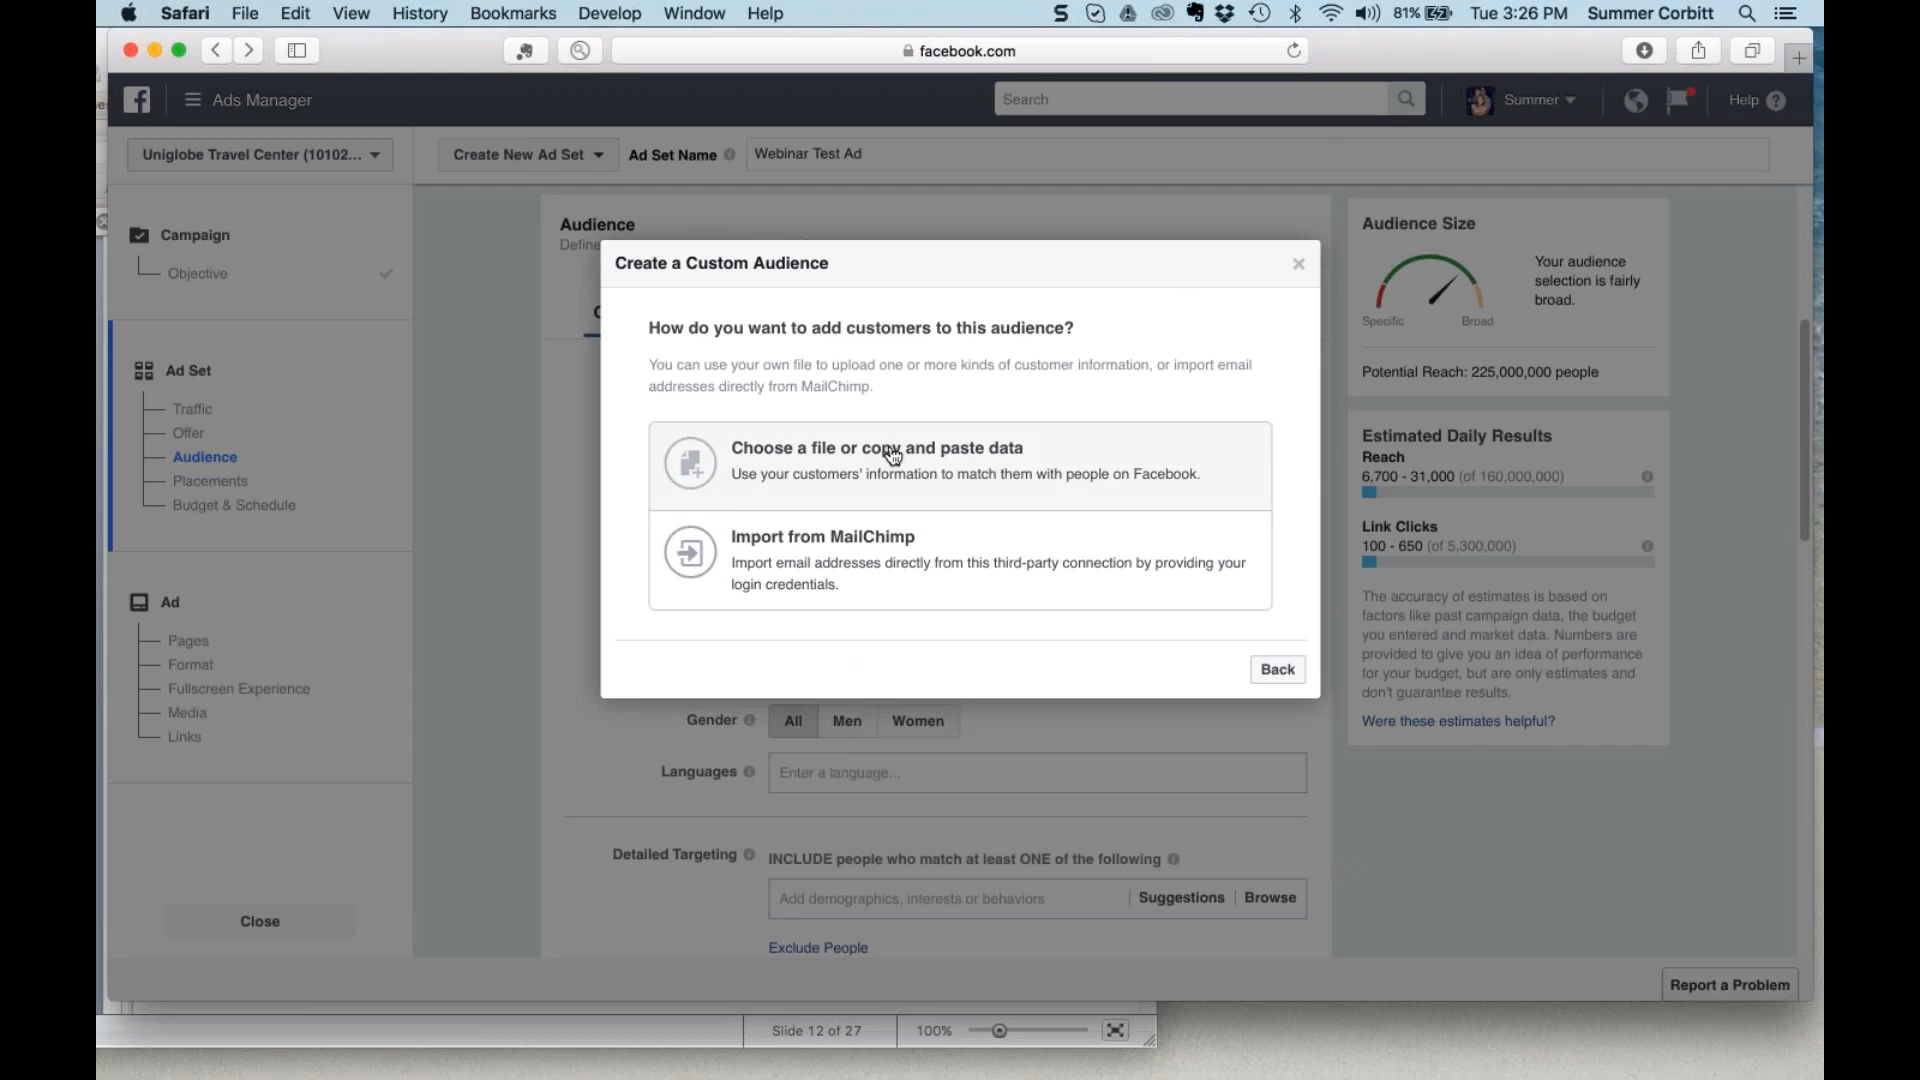 Safari File Edit View History Bookmarks Develop Window Help
81% Tue 3:26 PM Summer Corbitt
facebook.com
Ads Manager
Search
Summer
Help
Uniglobe Travel Center (10102...
Create New Ad Set
Ad Set Name
Webinar Test Ad
Campaign
Objective
Ad Set
Traffic
Offer
Audience
Placements
Budget & Schedule
Ad
Pages
Format
Fullscreen Experience
Media
Links
Close
Audience
Define
Create a Custom Audience
How do you want to add customers to this audience?
You can use your own file to upload one or more kinds of customer information, or import email
addresses directly from MailChimp.
Choose a file or copy and paste data
Use your customers' information to match them with people on Facebook.
Import from MailChimp
Import email addresses directly from this third-party connection by providing your
login credentials.
Back
Gender
All Men Women
Languages
Enter a language...
Detailed Targeting
INCLUDE people who match at least ONE of the following
Add demographics, interests or behaviors
Suggestions
Browse
Exclude People
Audience Size
Your audience
selection is fairly
broad.
Specific
Broad
Potential Reach: 225,000,000 people
Estimated Daily Results
Reach
6,700 - 31,000 (of 160,000,000)
Link Clicks
100 - 650 (of 5,300,000)
The accuracy of estimates is based on
factors like past campaign data, the budget
you entered and market data. Numbers are
provided to give you an idea of performance
for your budget, but are only estimates and
don't guarantee results.
Were these estimates helpful?
Report a Problem
Slide 12 of 27
100%